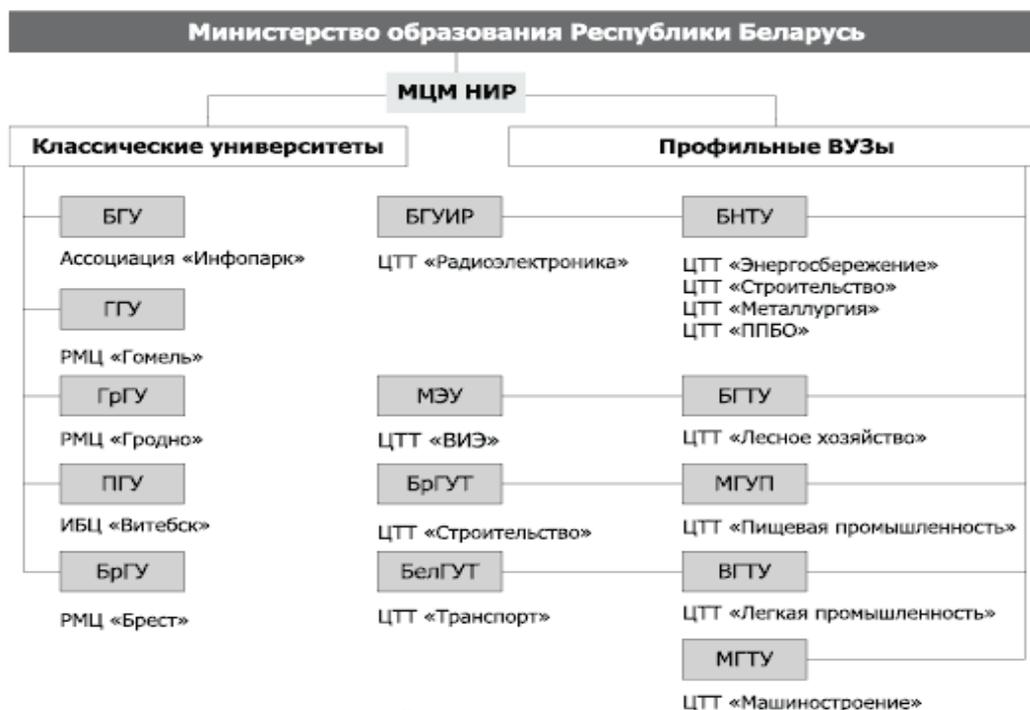 Министерство образования Республики Беларусь
МЦМ НИР
Классические университеты
Профильные ВУЗы
БГУ
Ассоциация «Инфопарк»
ГГУ
РМЦ «Гомель»
ГрГУ
РМЦ «Гродно»
ПГУ
ИБЦ «Витебск»
БрГУ
РМЦ «Брест»
БГУИР
ЦТТ «Радиоэлектроника»
МЭУ
ЦТТ «ВИЭ»
БрГУТ
ЦТТ «Строительство»
БелГУТ
ЦТТ «Транспорт»
БНТУ
ЦТТ «Энергосбережение»
ЦТТ «Строительство»
ЦТТ «Металлургия»
ЦТТ «ППБО»
БГТУ
ЦТТ «Лесное хозяйство»
МГУП
ЦТТ «Пищевая промышленность»
ВГТУ
ЦТТ «Легкая промышленность»
МГТУ
ЦТТ «Машиностроение»